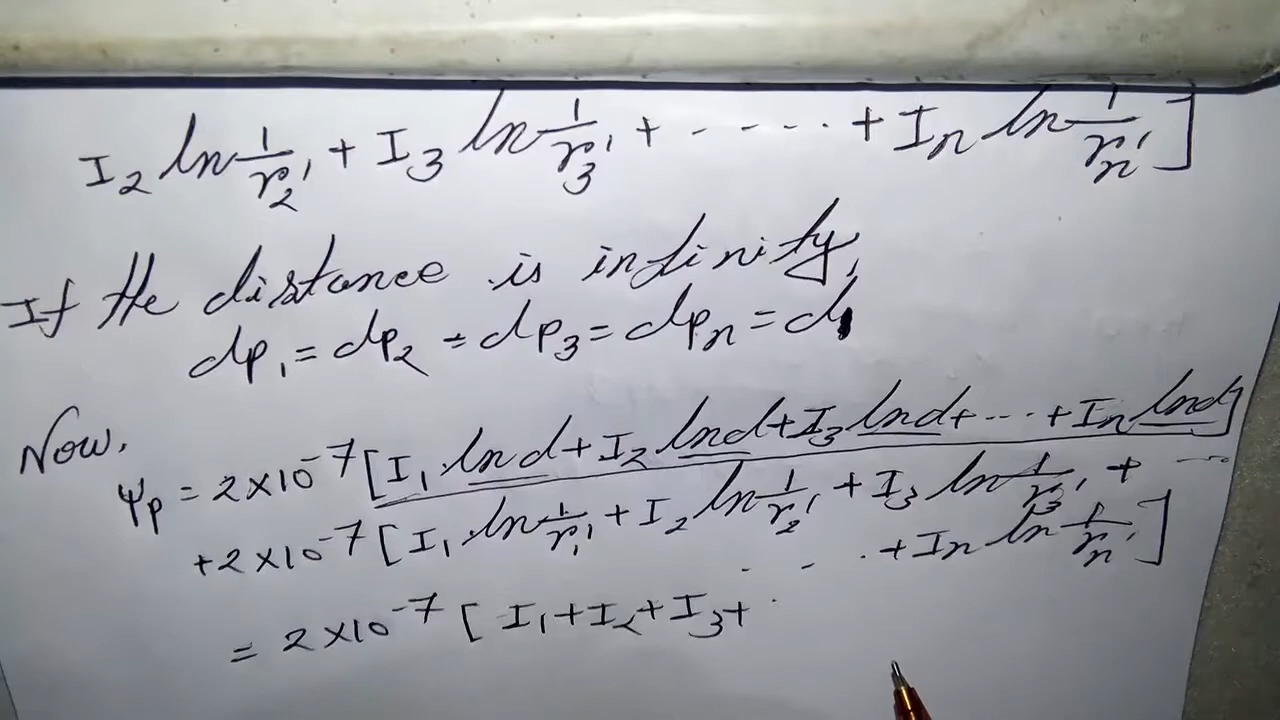 I₂ ln 1/r₂' + I₃ ln 1/r₃' + - - - - · · + Iₙ ln 1/rₙ' ]
If the distance is infinity,
dp₁ = dp₂ = dp₃ = dpₙ = d
Now,
ψₚ = 2×10⁻⁷ [ I₁ ln d + I₂ ln d + I₃ ln d + - - ·· + Iₙ ln d ]
+ 2×10⁻⁷ [ I₁ ln 1/r₁' + I₂ ln 1/r₂' + I₃ ln 1/r₃' + - - ··
- - · + Iₙ ln 1/rₙ' ]
= 2×10⁻⁷ [ I₁ + I₂ + I₃ + ··